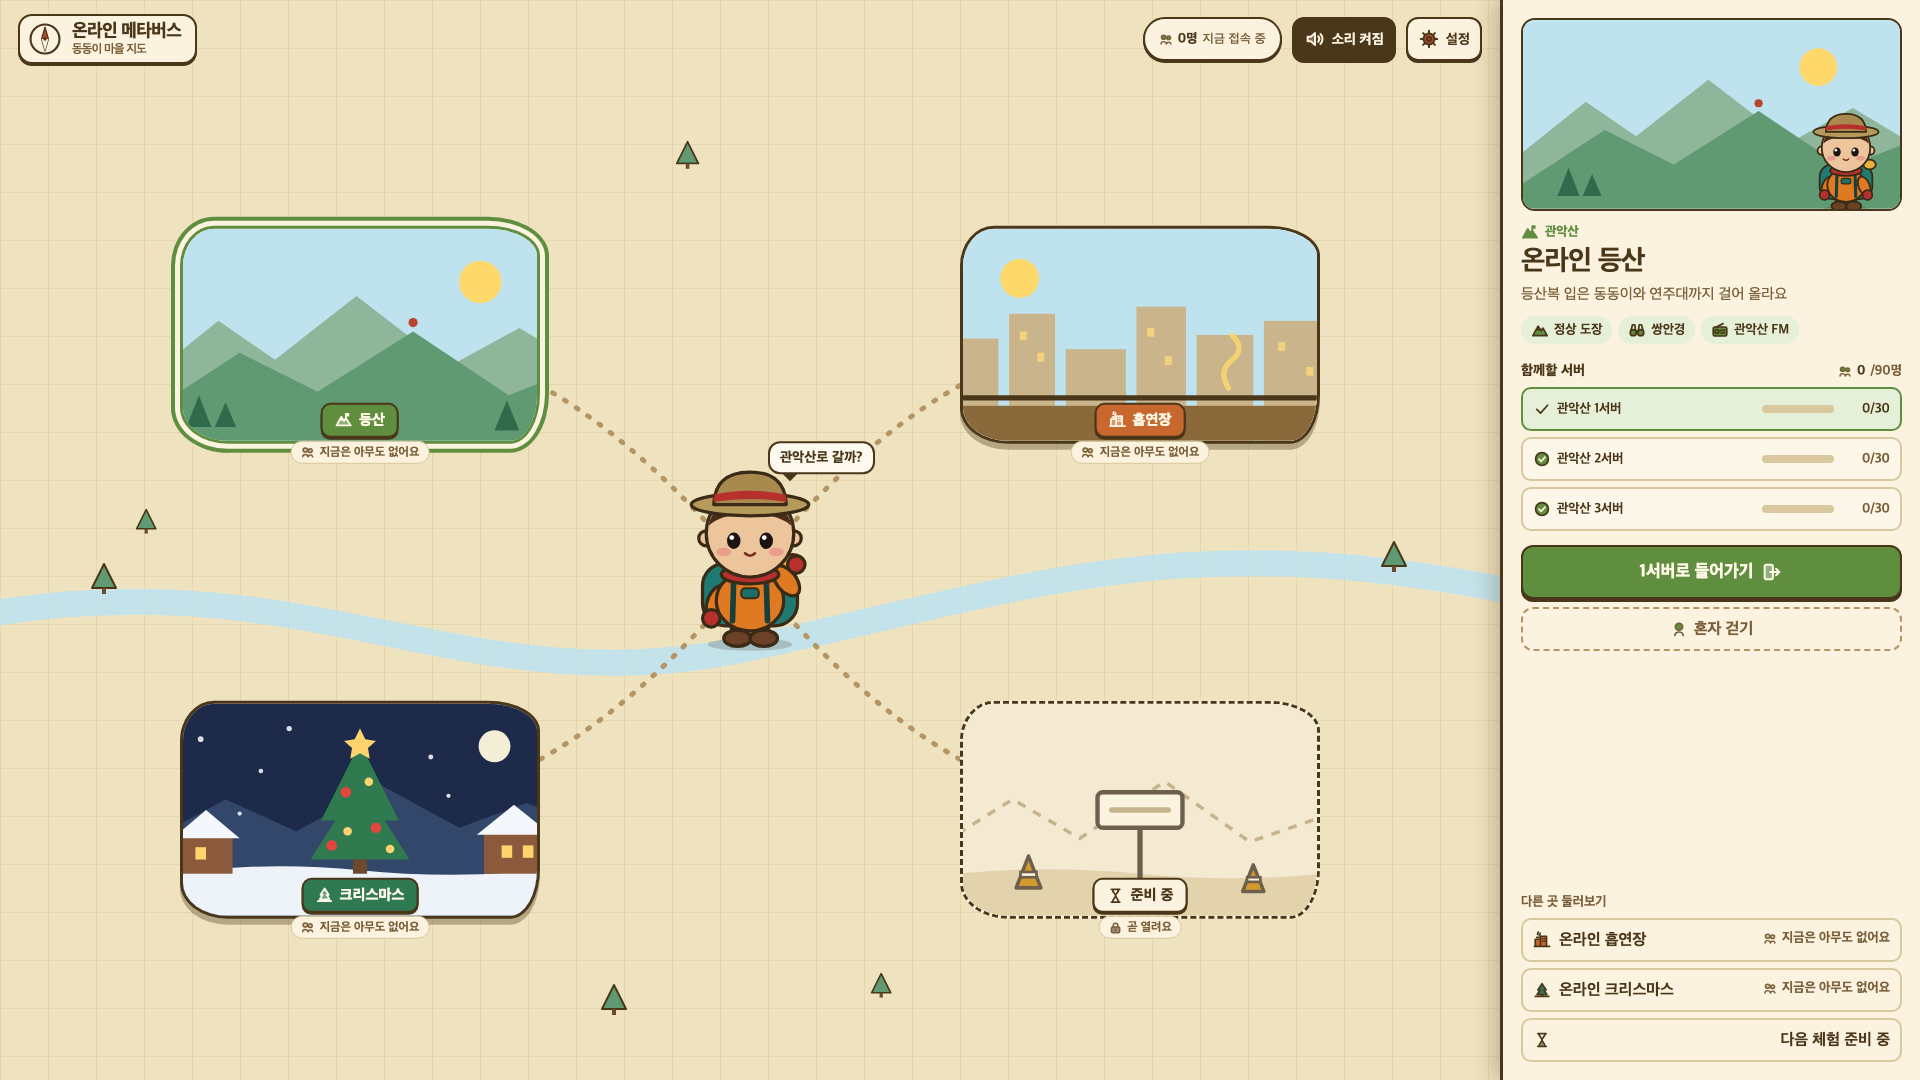 온라인 메타버스
동동이 마을 지도
0명 지금 접속 중
소리 켜짐
설정
등산
지금은 아무도 없어요
흡연장
지금은 아무도 없어요
관악산로 갈까?
크리스마스
지금은 아무도 없어요
준비 중
곧 열려요
관악산
온라인 등산
등산복 입은 동동이와 연주대까지 걸어 올라요
정상 도장
쌍안경
관악산 FM
함께할 서버
0 /90명
관악산 1서버
0/30
관악산 2서버
0/30
관악산 3서버
0/30
1서버로 들어가기
혼자 걷기
다른 곳 둘러보기
온라인 흡연장
지금은 아무도 없어요
온라인 크리스마스
지금은 아무도 없어요
다음 체험 준비 중